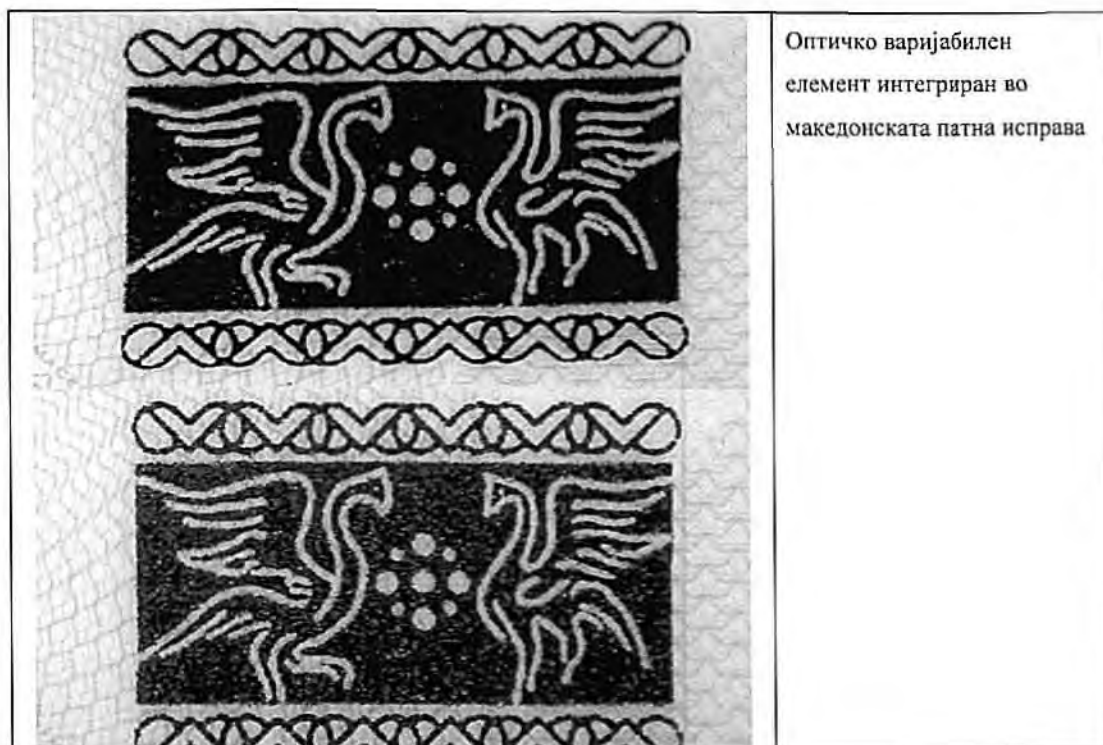 Оптичко варијабилен
елемент интегриран во
македонската патна исправа